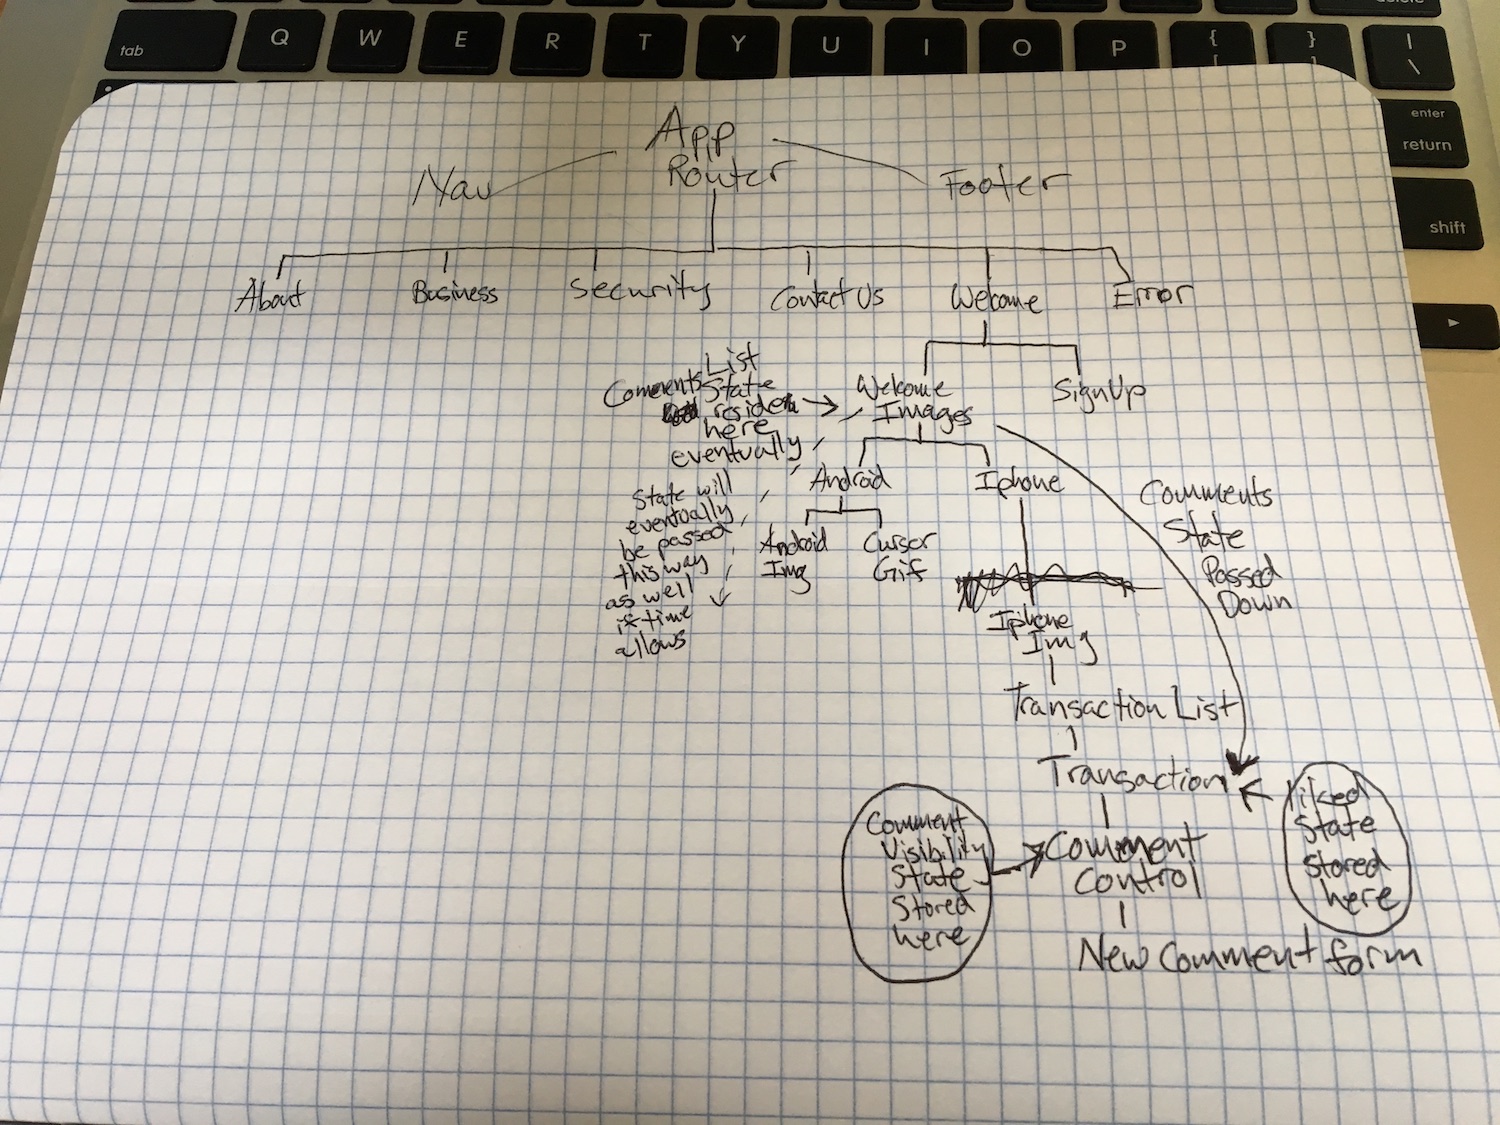 delete
tab Q W E R T Y U I O P { [ } ] | \
enter
return
shift
App
Router
Nav
Footer
About Business Security Contact Us Welcome Error
List
Comments State
reside
here
eventually
Welcome
Images
SignUp
State will
eventually
be passed
this way
as well
if time
allows
Android Iphone
Android
Img
Cursor
Gif
Comments
State
Passed
Down
Iphone
Img
Transaction List
Transaction
liked
State
Stored
here
Comment
Visibility
State
Stored
here
Comment
Control
New Comment form